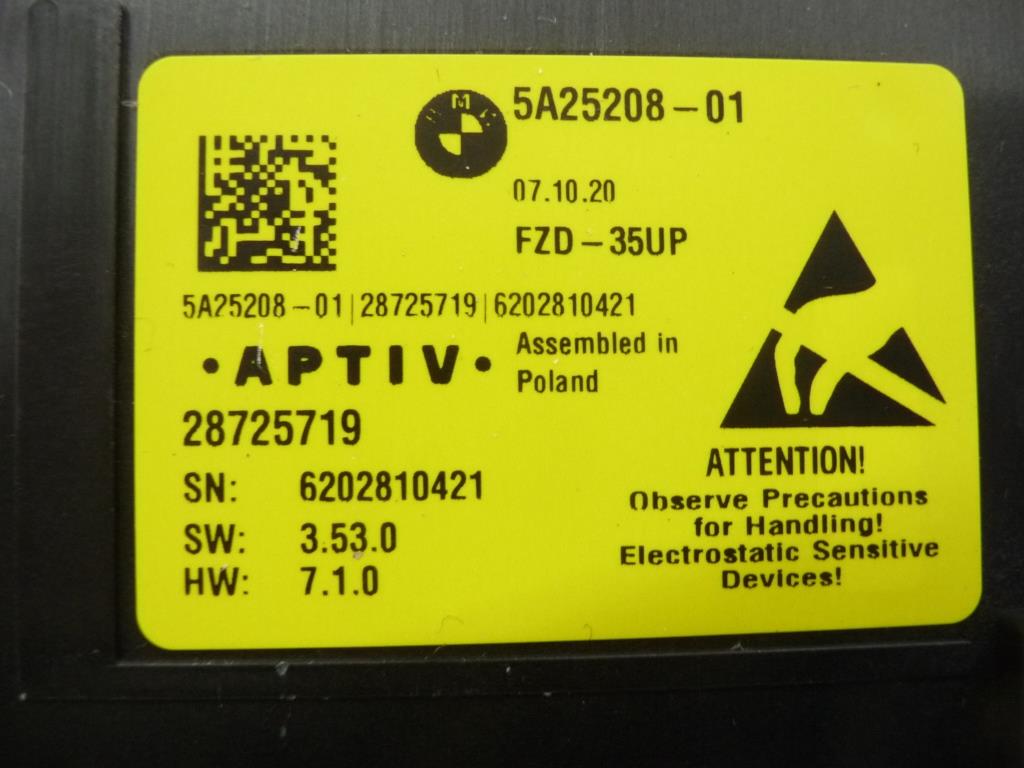 5A25208-01
07.10.20
FZD-35UP
5A25208-01|28725719|6202810421
• APTIV •
Assembled in
Poland
28725719
SN: 6202810421
SW: 3.53.0
HW: 7.1.0
ATTENTION!
Observe Precautions
for Handling!
Electrostatic Sensitive
Devices!